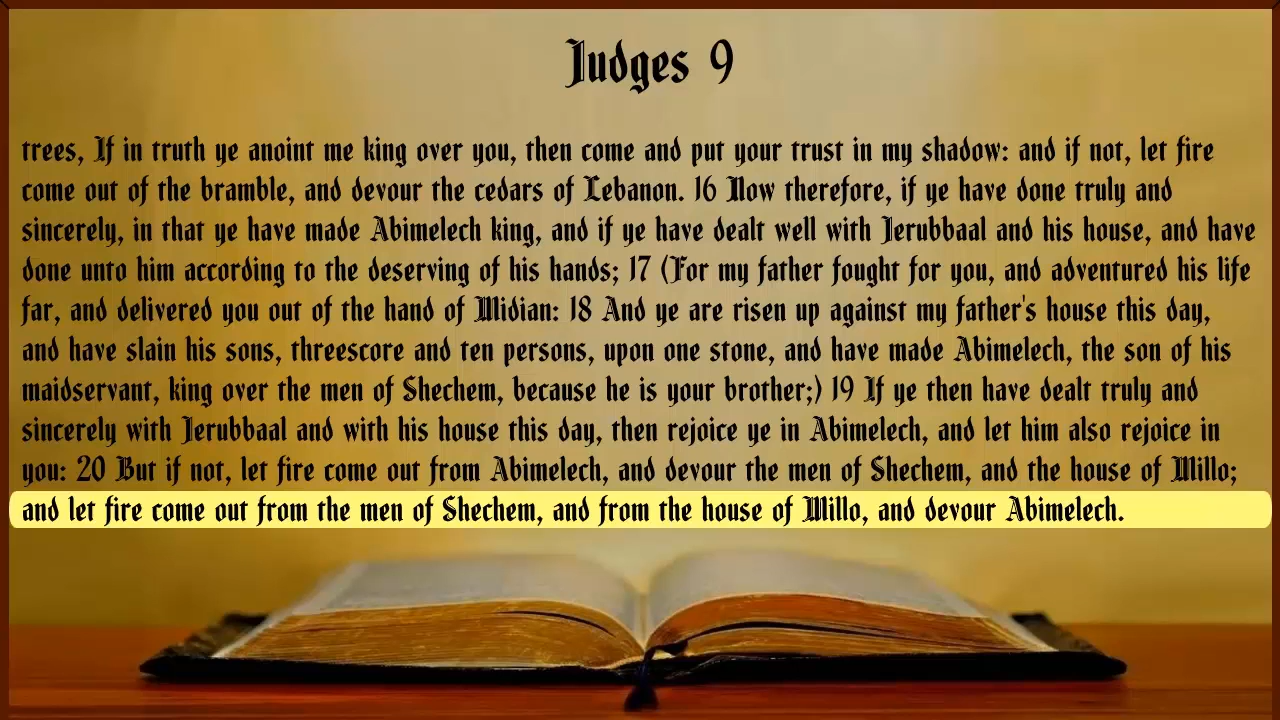 Judges 9
trees, If in truth ye anoint me king over you, then come and put your trust in my shadow: and if not, let fire
come out of the bramble, and devour the cedars of Lebanon. 16 Now therefore, if ye have done truly and
sincerely, in that ye have made Abimelech king, and if ye have dealt well with Jerubbaal and his house, and have
done unto him according to the deserving of his hands; 17 (For my father fought for you, and adventured his life
far, and delivered you out of the hand of Midian: 18 And ye are risen up against my father's house this day,
and have slain his sons, threescore and ten persons, upon one stone, and have made Abimelech, the son of his
maidservant, king over the men of Shechem, because he is your brother;) 19 If ye then have dealt truly and
sincerely with Jerubbaal and with his house this day, then rejoice ye in Abimelech, and let him also rejoice in
you: 20 But if not, let fire come out from Abimelech, and devour the men of Shechem, and the house of Millo;
and let fire come out from the men of Shechem, and from the house of Millo, and devour Abimelech.